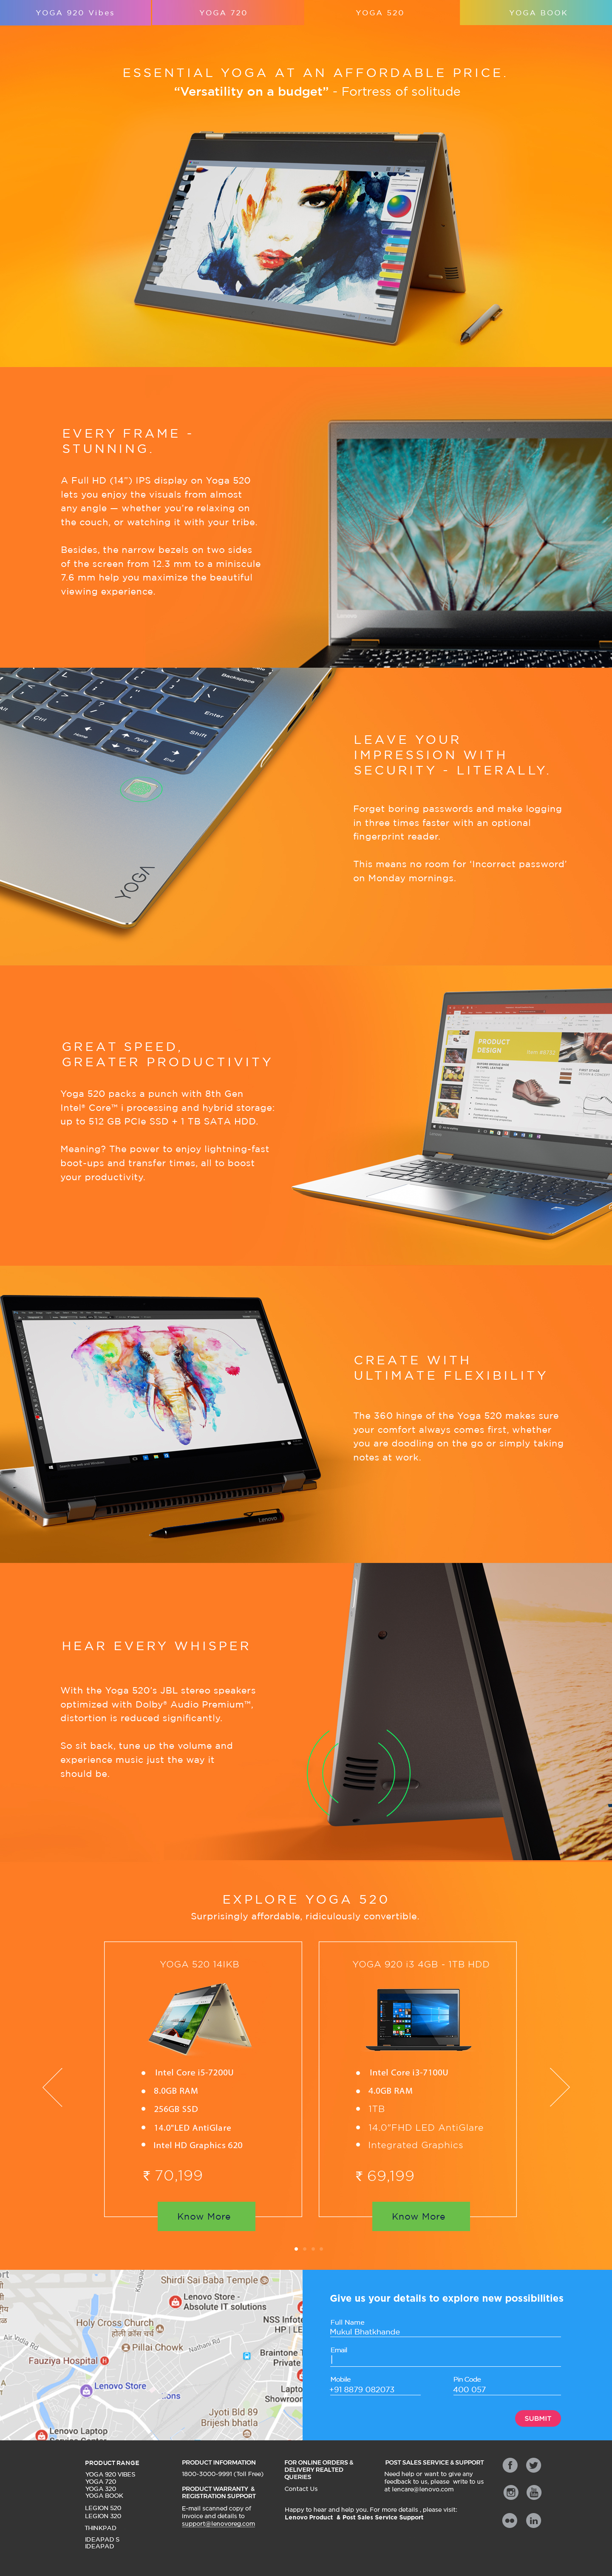 YOGA 920 Vibes
YOGA 720
YOGA 520
YOGA BOOK
ESSENTIAL YOGA AT AN AFFORDABLE PRICE.
“Versatility on a budget” - Fortress of solitude
EVERY FRAME -
STUNNING.
A Full HD (14") IPS display on Yoga 520
lets you enjoy the visuals from almost
any angle — whether you're relaxing on
the couch, or watching it with your tribe.
Besides, the narrow bezels on two sides
of the screen from 12.3 mm to a miniscule
7.6 mm help you maximize the beautiful
viewing experience.
Lenovo
Backspace
Enter
Shift
Alt
Ctrl
Home
PgUp
PgDn
End
YOGA
LEAVE YOUR
IMPRESSION WITH
SECURITY - LITERALLY.
Forget boring passwords and make logging
in three times faster with an optional
fingerprint reader.
This means no room for ‘Incorrect password’
on Monday mornings.
GREAT SPEED,
GREATER PRODUCTIVITY
Yoga 520 packs a punch with 8th Gen
Intel® Core™ i processing and hybrid storage:
up to 512 GB PCIe SSD + 1 TB SATA HDD.
Meaning? The power to enjoy lightning-fast
boot-ups and transfer times, all to boost
your productivity.
PRODUCT
DESIGN
CREATE WITH
ULTIMATE FLEXIBILITY
The 360 hinge of the Yoga 520 makes sure
your comfort always comes first, whether
you are doodling on the go or simply taking
notes at work.
Lenovo
HEAR EVERY WHISPER
With the Yoga 520's JBL stereo speakers
optimized with Dolby® Audio Premium™,
distortion is reduced significantly.
So sit back, tune up the volume and
experience music just the way it
should be.
EXPLORE YOGA 520
Surprisingly affordable, ridiculously convertible.
YOGA 520 14IKB
Intel Core i5-7200U
8.0GB RAM
256GB SSD
14.0"LED AntiGlare
Intel HD Graphics 620
₹ 70,199
Know More
YOGA 920 i3 4GB - 1TB HDD
Intel Core i3-7100U
4.0GB RAM
1TB
14.0"FHD LED AntiGlare
Integrated Graphics
₹ 69,199
Know More
Shirdi Sai Baba Temple
Lenovo Store -
Absolute IT solutions
NSS Infote
HP | LE
Holy Cross Church
होली क्रॉस चर्च
Air Vidia Rd
Pillai Chowk
Nathani Rd
Fauziya Hospital
Braintone T
Private
Lenovo Store
Lapto
Showroom
Jyoti Bld 89
Brijesh bhatla
Lenovo Laptop
Give us your details to explore new possibilities
Full Name
Mukul Bhatkhande
Email
Mobile
+91 8879 082073
Pin Code
400 057
SUBMIT
PRODUCT RANGE
YOGA 920 VIBES
YOGA 720
YOGA 320
YOGA BOOK
LEGION 520
LEGION 320
THINKPAD
IDEAPAD S
IDEAPAD
PRODUCT INFORMATION
1800-3000-9991 (Toll Free)
PRODUCT WARRANTY &
REGISTRATION SUPPORT
E-mail scanned copy of
invoice and details to
support@lenovoreg.com
FOR ONLINE ORDERS &
DELIVERY REALTED
QUERIES
Contact Us
POST SALES SERVICE & SUPPORT
Need help or want to give any
feedback to us, please write to us
at lencare@lenovo.com
Happy to hear and help you. For more details , please visit:
Lenovo Product & Post Sales Service Support